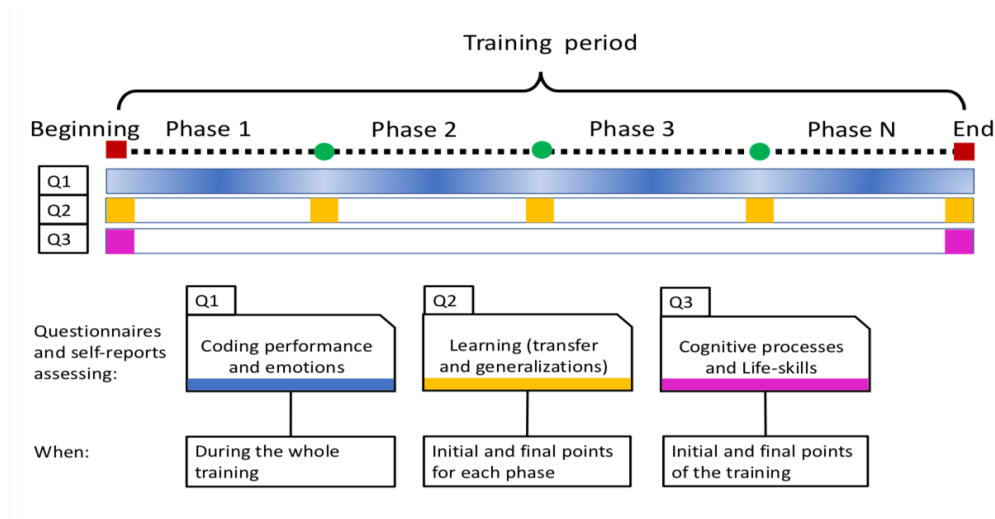 Training period
Beginning Phase 1 Phase 2 Phase 3 Phase N End
Q1
Q2
Q3
Q1 Q2 Q3
Questionnaires
and self-reports
assessing:
Coding performance
and emotions
Learning (transfer
and generalizations)
Cognitive processes
and Life-skills
When:
During the whole
training
Initial and final points
for each phase
Initial and final points
of the training